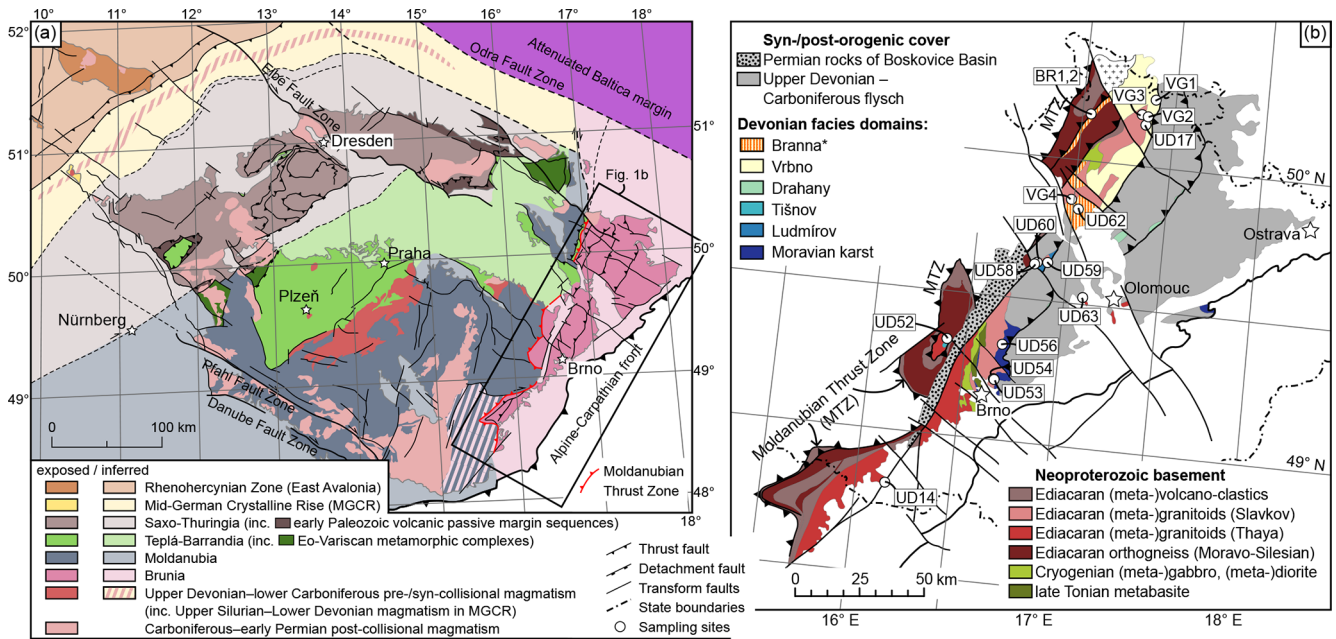 10°
11°
12°
13°
14°
15°
16°
17°
52°
(a)
Elbe Fault Zone
Odra Fault Zone
Attenuated Baltica margin
51°
Dresden
51°
Fig. 1b
50°
Praha
50°
Plzeň
Nürnberg
Brno
49°
49°
Pfahl Fault Zone
Danube Fault Zone
Alpine-Carpathian front
0 100 km
Moldanubian
Thrust Zone
48°
18°
exposed / inferred
Rhenohercynian Zone (East Avalonia)
Mid-German Crystalline Rise (MGCR)
Saxo-Thuringia (inc. early Paleozoic volcanic passive margin sequences)
Teplá-Barrandia (inc. Eo-Variscan metamorphic complexes)
Moldanubia
Brunia
Upper Devonian–lower Carboniferous pre-/syn-collisional magmatism
(inc. Upper Silurian–Lower Devonian magmatism in MGCR)
Carboniferous–early Permian post-collisional magmatism
Thrust fault
Detachment fault
Transform faults
State boundaries
Sampling sites
(b)
Syn-/post-orogenic cover
Permian rocks of Boskovice Basin
Upper Devonian –
Carboniferous flysch
Devonian facies domains:
Branna*
Vrbno
Drahany
Tišnov
Ludmírov
Moravian karst
BR1,2
MTZ
VG3
VG1
VG2
UD17
50° N
VG4
UD62
UD60
Ostrava
UD58
UD59
MTZ
Olomouc
UD63
UD52
UD56
UD54
UD53
Brno
Moldanubian Thrust Zone
(MTZ)
49° N
UD14
0 25 50 km
Neoproterozoic basement
Ediacaran (meta-)volcano-clastics
Ediacaran (meta-)granitoids (Slavkov)
Ediacaran (meta-)granitoids (Thaya)
Ediacaran orthogneiss (Moravo-Silesian)
Cryogenian (meta-)gabbro, (meta-)diorite
late Tonian metabasite
16° E
17° E
18° E